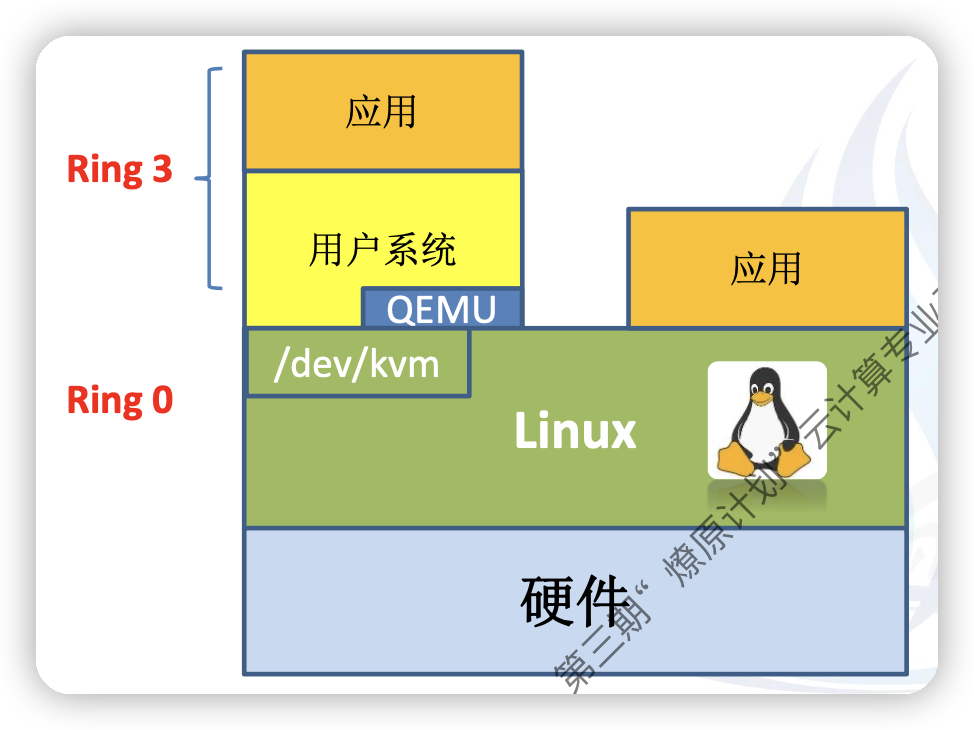 应用
Ring 3
用户系统
应用
QEMU
/dev/kvm
Ring 0
Linux
硬件
第三期“燎原计划”云计算专业